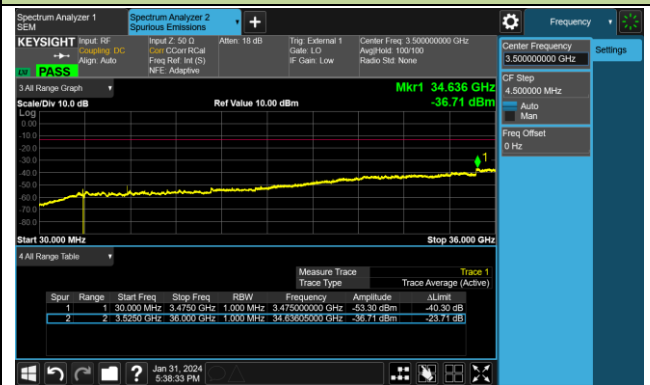 Spectrum Analyzer 1
SEM
Spectrum Analyzer 2
Spurious Emissions
Frequency
KEYSIGHT
Input: RF
Coupling: DC
Align: Auto
Input Z: 50 Ω
Corr CCorr RCal
Freq Ref: Int (S)
NFE: Adaptive
Atten: 18 dB
Trig: External 1
Gate: LO
IF Gain: Low
Center Freq: 3.500000000 GHz
Avg|Hold: 100/100
Radio Std: None
PASS
Center Frequency
3.500000000 GHz
Settings
CF Step
4.500000 MHz
Auto
Man
Freq Offset
0 Hz
3 All Range Graph
Mkr1 34.636 GHz
-36.71 dBm
Scale/Div 10.0 dB
Ref Value 10.00 dBm
Log
0.00
-10.0
-20.0
-30.0
-40.0
-50.0
-60.0
-70.0
-80.0
1
Start 30.000 MHz
Stop 36.000 GHz
4 All Range Table
Measure Trace Trace 1
Trace Type Trace Average (Active)
Spur Range Start Freq Stop Freq RBW Frequency Amplitude ΔLimit
1 1 30.000 MHz 3.4750 GHz 1.000 MHz 3.475000000 GHz -53.30 dBm -40.30 dB
2 2 3.5250 GHz 36.000 GHz 1.000 MHz 34.63605000 GHz -36.71 dBm -23.71 dB
Jan 31, 2024
5:38:33 PM